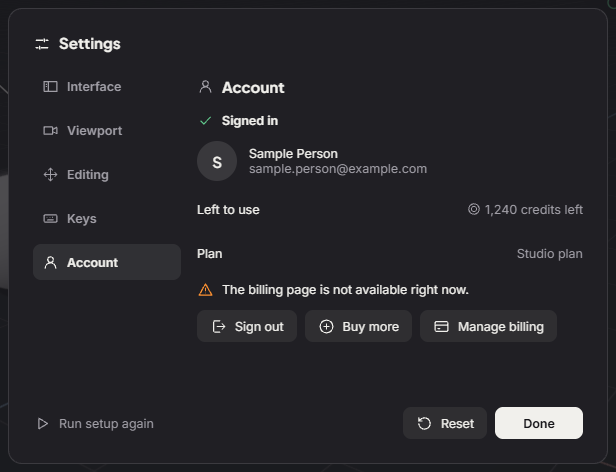 Settings
Interface
Viewport
Editing
Keys
Account
Account
Signed in
S
Sample Person
sample.person@example.com
Left to use
1,240 credits left
Plan
Studio plan
The billing page is not available right now.
Sign out
Buy more
Manage billing
Run setup again
Reset
Done